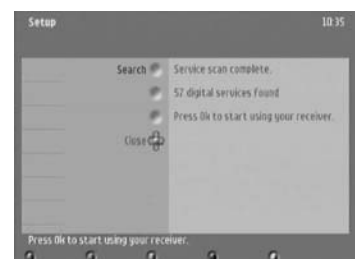 Setup 10:35
Search Service scan complete.
57 digital services found
Press Ok to start using your receiver.
Close
Press Ok to start using your receiver.